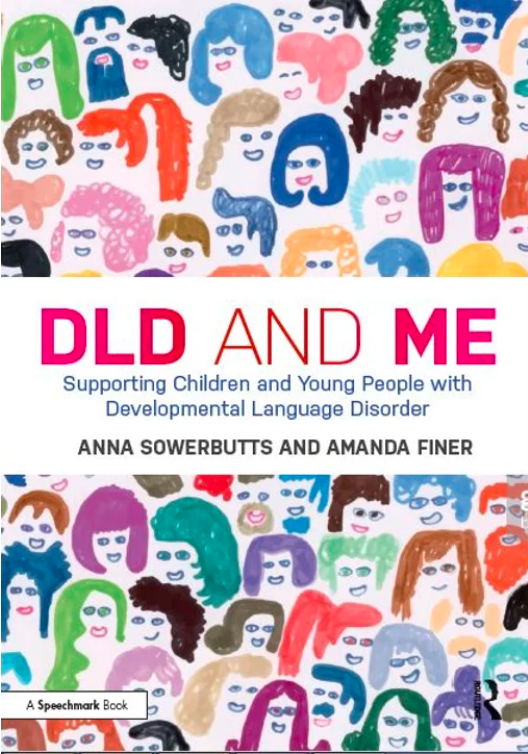 DLD AND ME
Supporting Children and Young People with
Developmental Language Disorder
ANNA SOWERBUTTS AND AMANDA FINER
A Speechmark Book
ROUTLEDGE